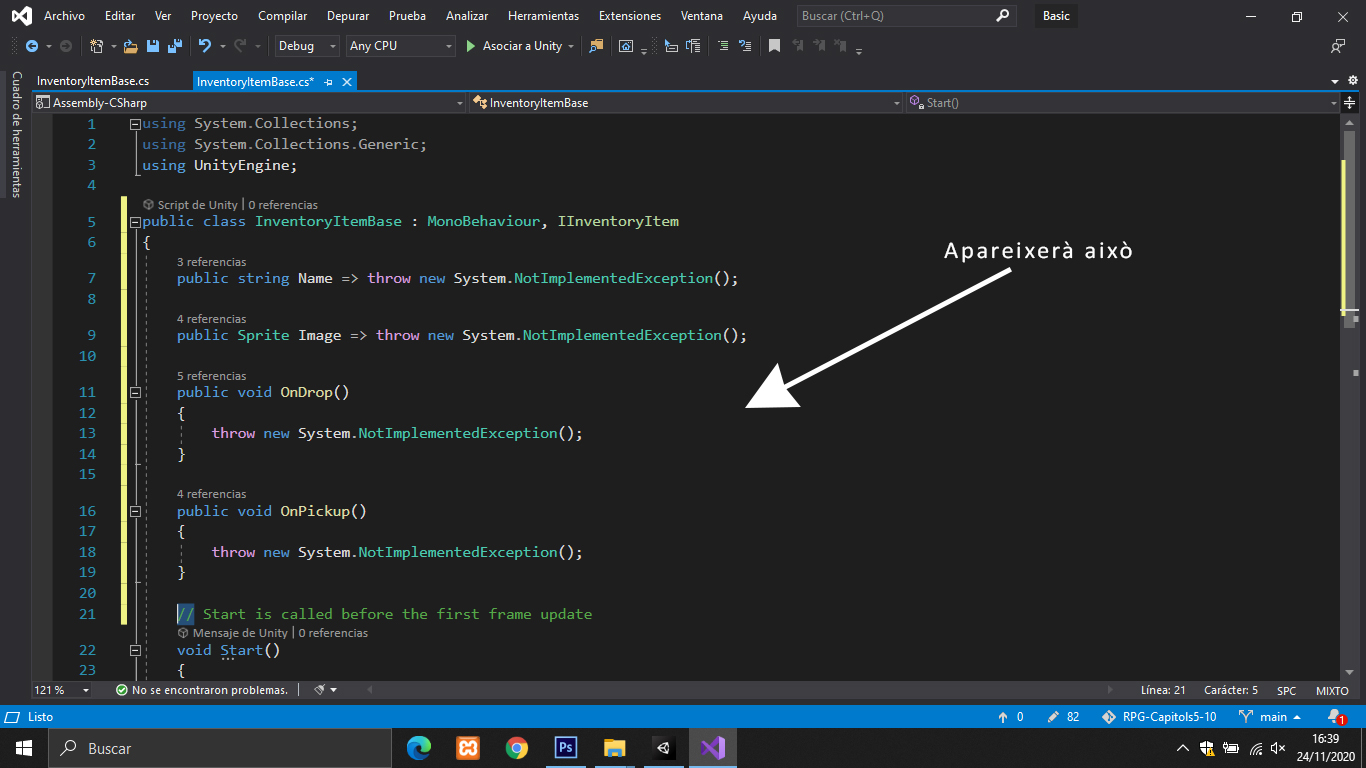 Archivo Editar Ver Proyecto Compilar Depurar Prueba Analizar Herramientas Extensiones Ventana Ayuda Buscar (Ctrl+Q) Basic
Debug Any CPU Asociar a Unity
Cuadro de herramientas
InventoryItemBase.cs InventoryItemBase.cs*
Assembly-CSharp InventoryItemBase Start()
1 using System.Collections;
2 using System.Collections.Generic;
3 using UnityEngine;
4
Script de Unity | 0 referencias
5 public class InventoryItemBase : MonoBehaviour, IInventoryItem
6 {
3 referencias
7 public string Name => throw new System.NotImplementedException();
8
4 referencias
9 public Sprite Image => throw new System.NotImplementedException();
10
5 referencias
11 public void OnDrop()
12 {
13 throw new System.NotImplementedException();
14 }
15
4 referencias
16 public void OnPickup()
17 {
18 throw new System.NotImplementedException();
19 }
20
21 // Start is called before the first frame update
Mensaje de Unity | 0 referencias
22 void Start()
23 {
Apareixerà això
121 % No se encontraron problemas. Línea: 21 Carácter: 5 SPC MIXTO
Listo 0 82 RPG-Capitols5-10 main 1
Buscar Ps 16:39
24/11/2020